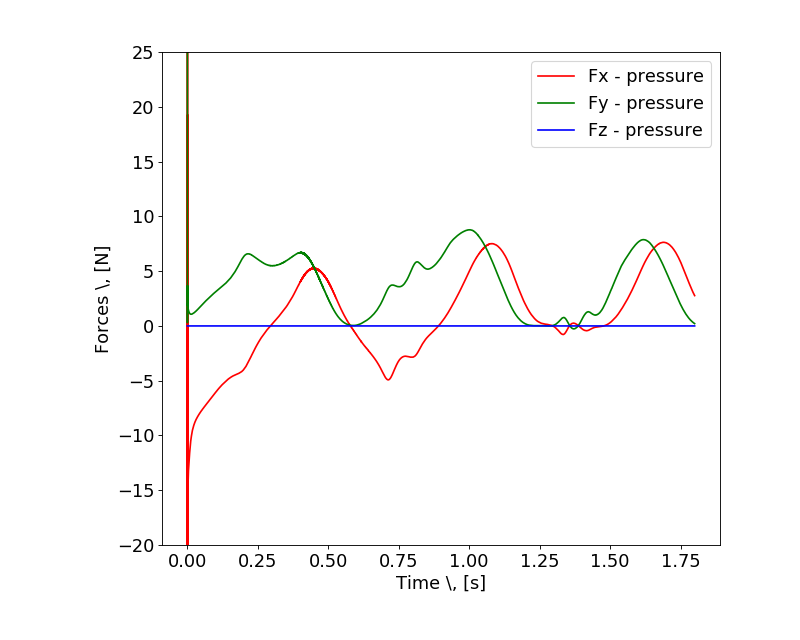 25
20
15
10
5
0
−5
−10
−15
−20
Forces \, [N]
Fx - pressure
Fy - pressure
Fz - pressure
0.00 0.25 0.50 0.75 1.00 1.25 1.50 1.75
Time \, [s]